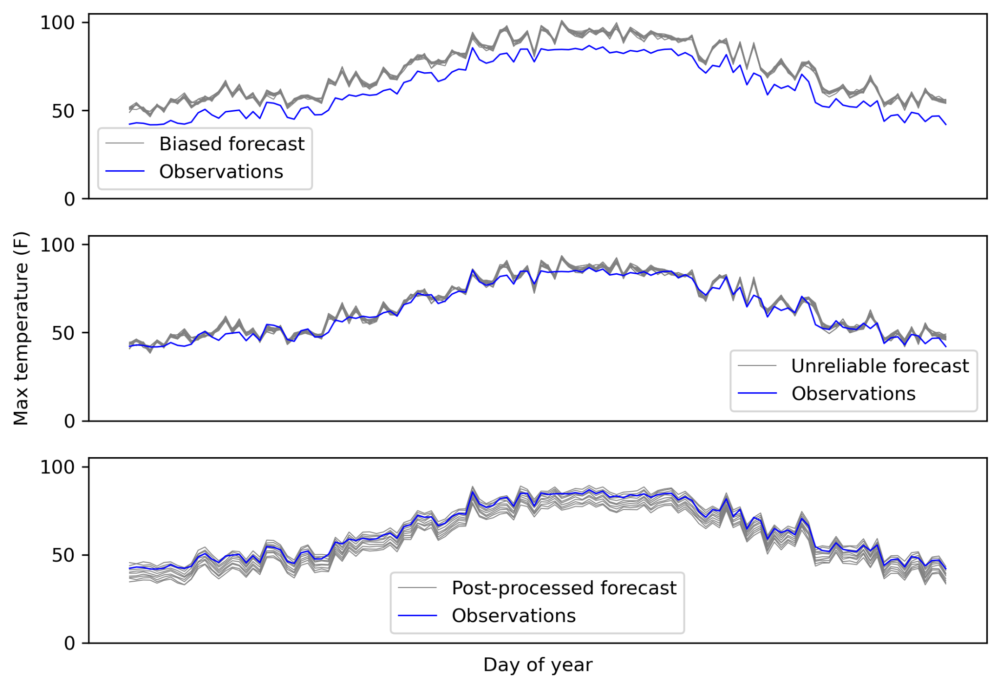 100
50
0
Biased forecast
Observations
Max temperature (F)
100
50
0
Unreliable forecast
Observations
100
50
0
Post-processed forecast
Observations
Day of year